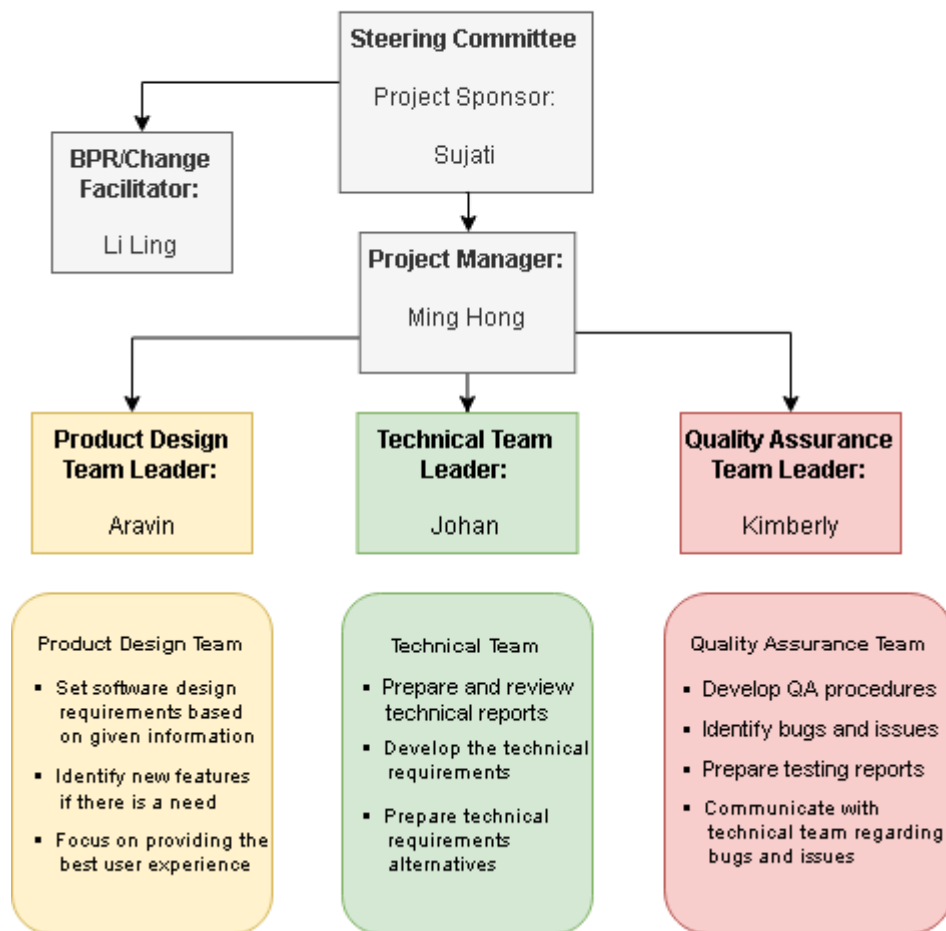 Steering Committee
Project Sponsor:
Sujati
BPR/Change
Facilitator:
Li Ling
Project Manager:
Ming Hong
Product Design
Team Leader:
Aravin
Technical Team
Leader:
Johan
Quality Assurance
Team Leader:
Kimberly
Product Design Team
▪ Set software design
requirements based
on given information
▪ Identify new features
if there is a need
▪ Focus on providing the
best user experience
Technical Team
▪ Prepare and review
technical reports
▪ Develop the technical
requirements
▪ Prepare technical
requirements
alternatives
Quality Assurance Team
▪ Develop QA procedures
▪ Identify bugs and issues
▪ Prepare testing reports
▪ Communicate with
technical team regarding
bugs and issues